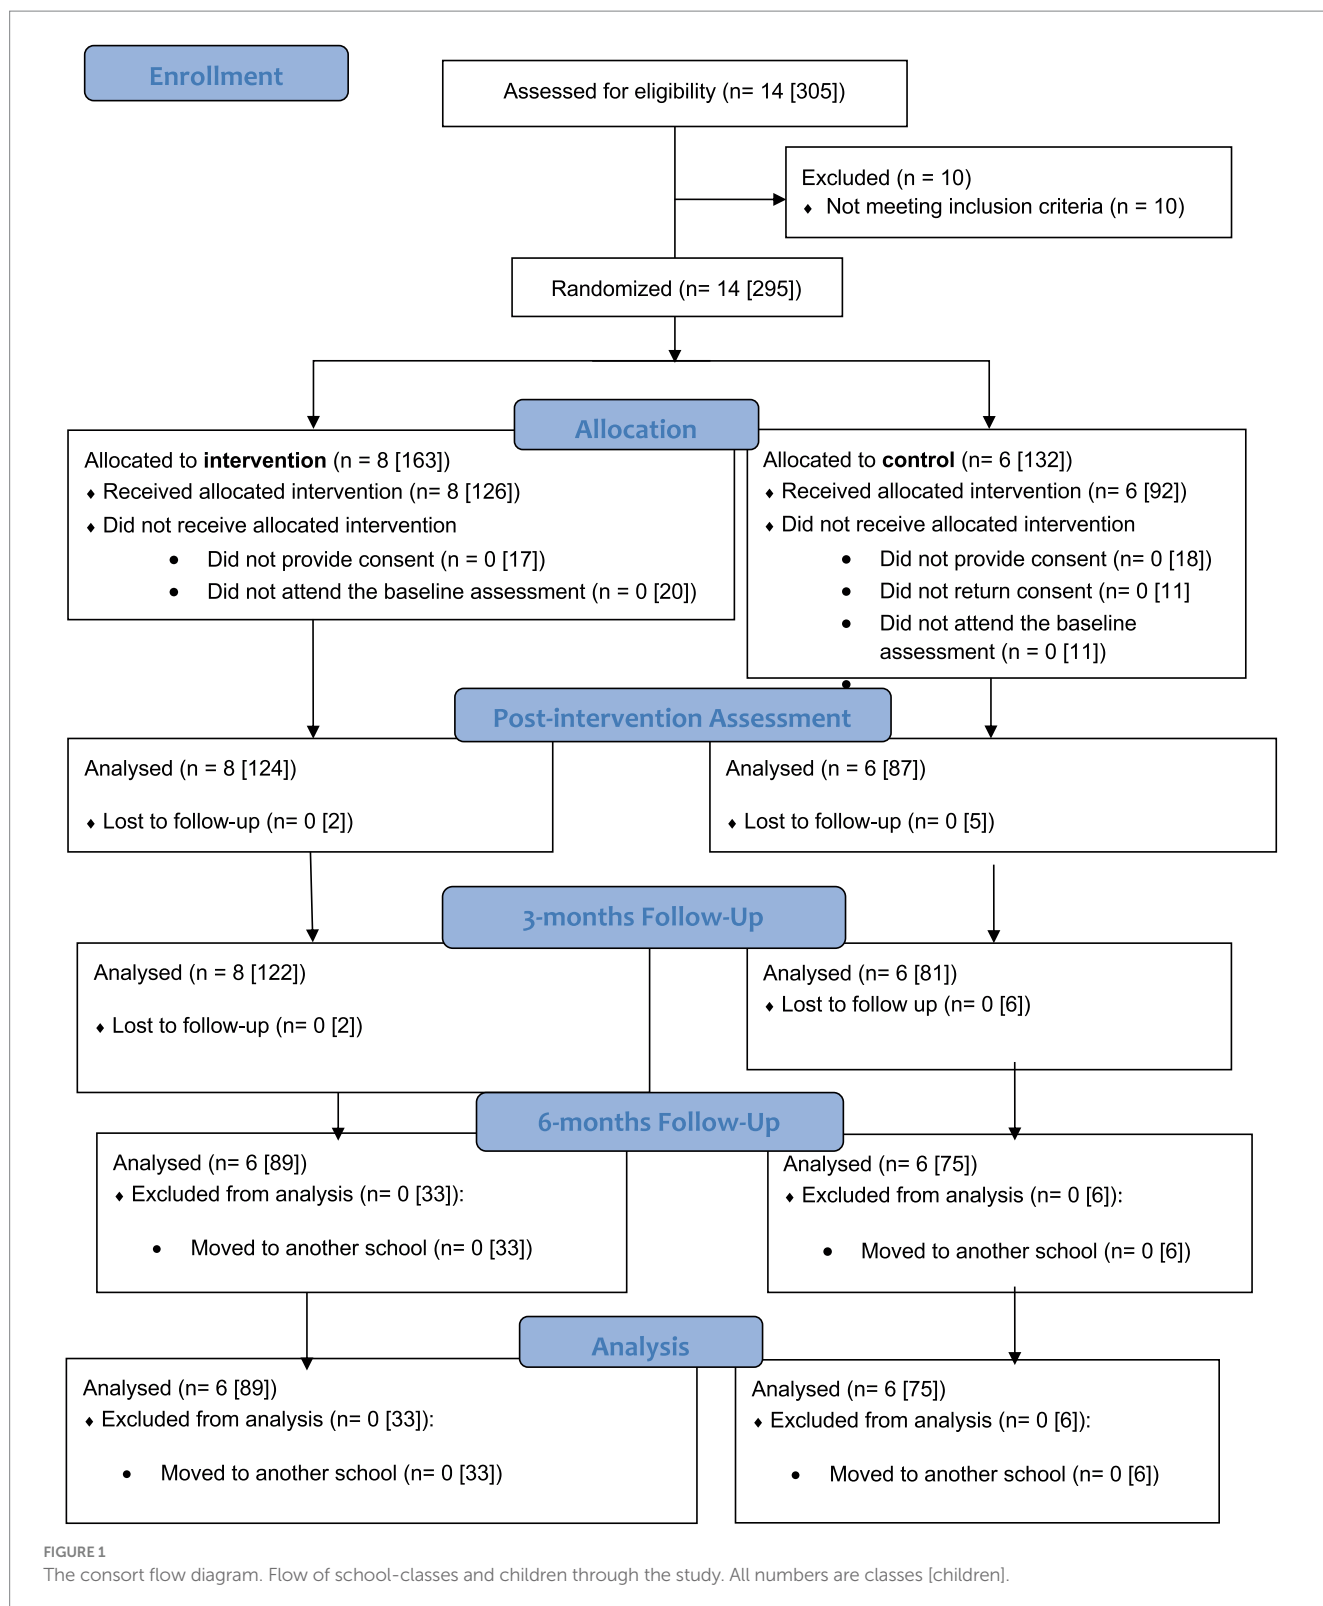 Enrollment
Assessed for eligibility (n= 14 [305])
Excluded (n = 10)
⬧ Not meeting inclusion criteria (n = 10)
Randomized (n= 14 [295])
Allocation
Allocated to intervention (n = 8 [163])
⬧ Received allocated intervention (n= 8 [126])
⬧ Did not receive allocated intervention
● Did not provide consent (n = 0 [17])
● Did not attend the baseline assessment (n = 0 [20])
Allocated to control (n= 6 [132])
⬧ Received allocated intervention (n= 6 [92])
⬧ Did not receive allocated intervention
● Did not provide consent (n= 0 [18])
● Did not return consent (n= 0 [11]
● Did not attend the baseline
assessment (n = 0 [11])
●
Post-intervention Assessment
Analysed (n = 8 [124])
⬧ Lost to follow-up (n= 0 [2])
Analysed (n = 6 [87])
⬧ Lost to follow-up (n= 0 [5])
3-months Follow-Up
Analysed (n = 8 [122])
⬧ Lost to follow-up (n= 0 [2])
Analysed (n= 6 [81])
⬧ Lost to follow up (n= 0 [6])
6-months Follow-Up
Analysed (n= 6 [89])
⬧ Excluded from analysis (n= 0 [33]):
● Moved to another school (n= 0 [33])
Analysed (n= 6 [75])
⬧ Excluded from analysis (n= 0 [6]):
● Moved to another school (n= 0 [6])
Analysis
Analysed (n= 6 [89])
⬧ Excluded from analysis (n= 0 [33]):
● Moved to another school (n= 0 [33])
Analysed (n= 6 [75])
⬧ Excluded from analysis (n= 0 [6]):
● Moved to another school (n= 0 [6])
FIGURE 1
The consort flow diagram. Flow of school-classes and children through the study. All numbers are classes [children].